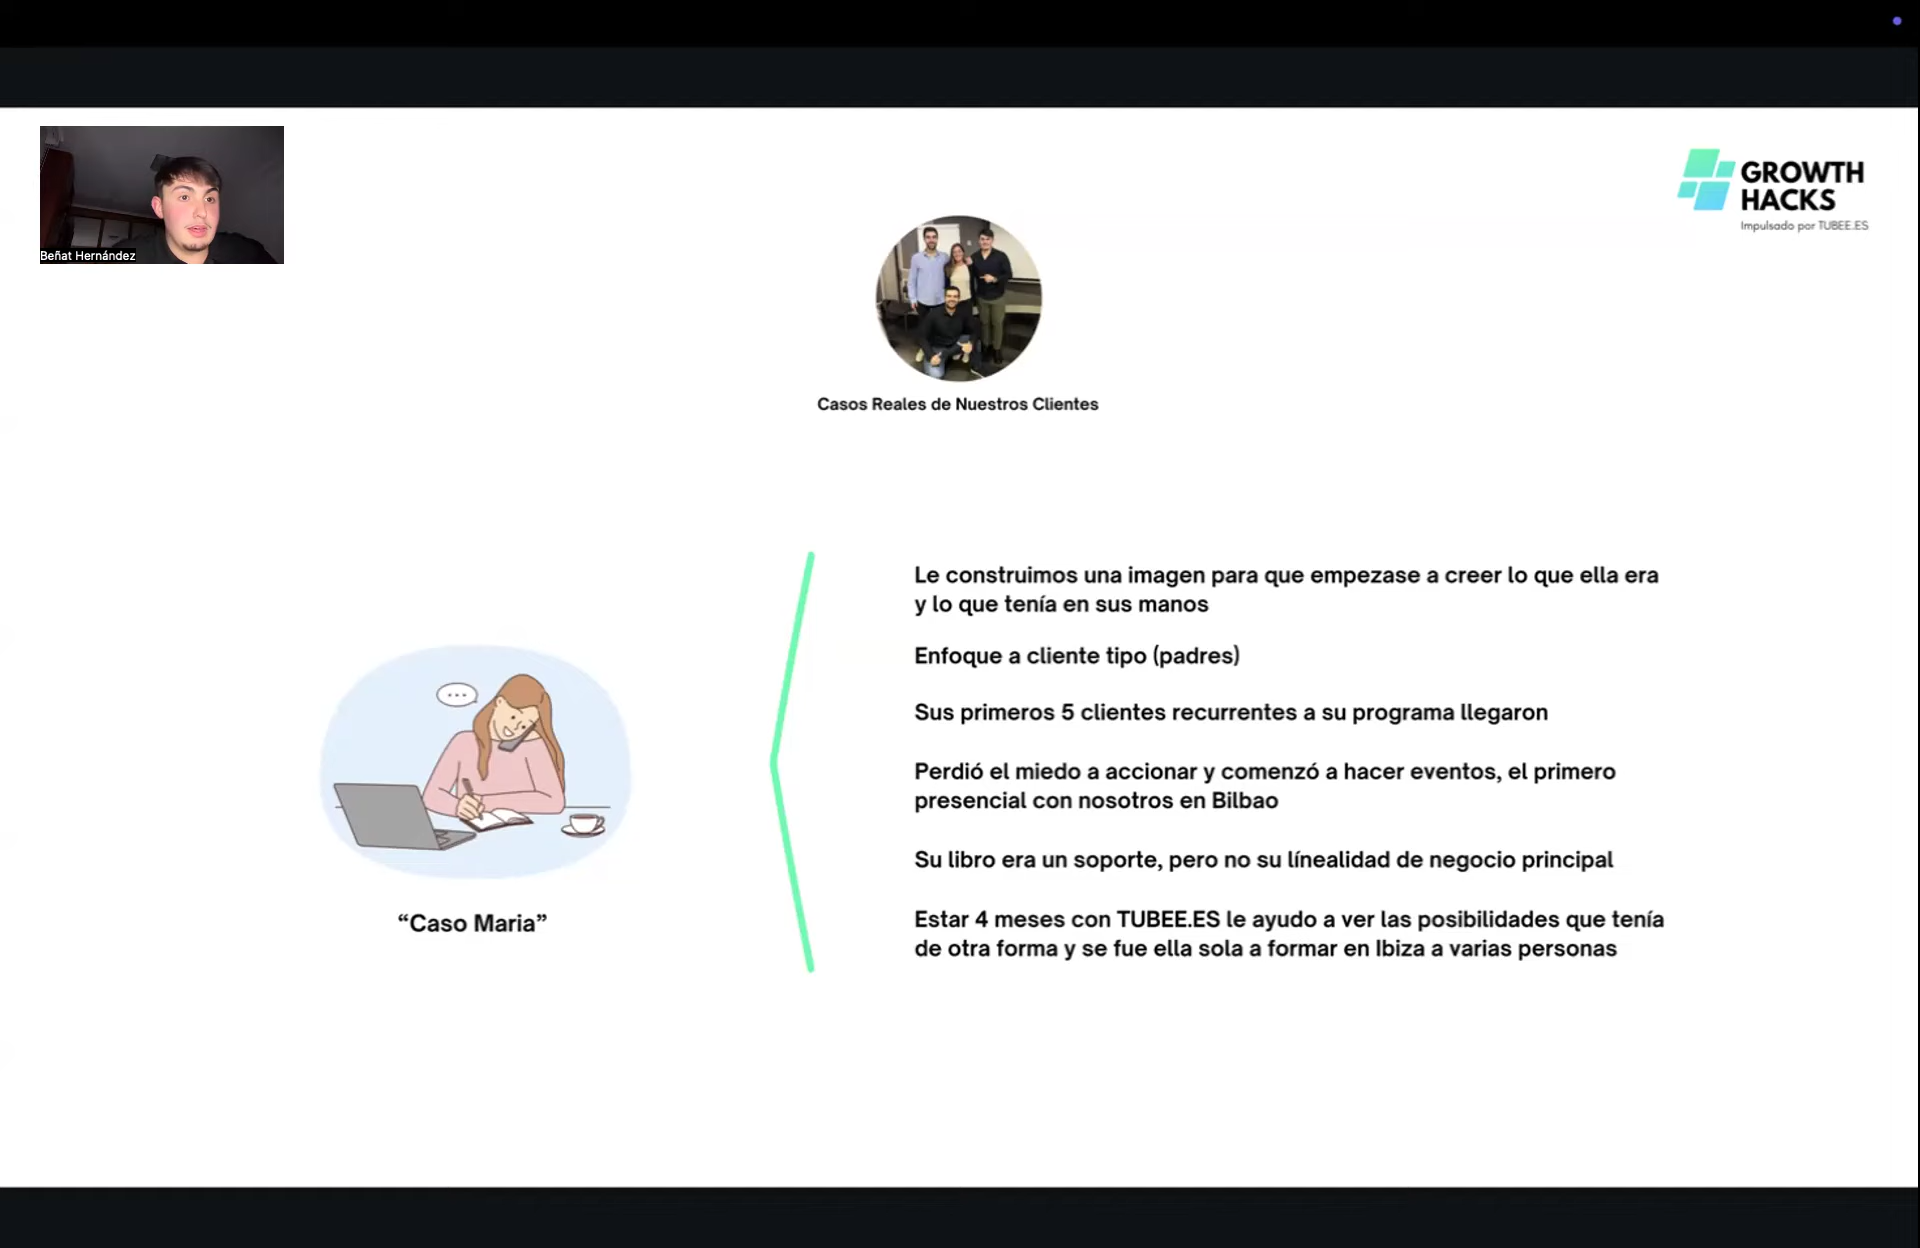 Beñat Hernández
GROWTH
HACKS
Impulsado por TUBEE.ES
Casos Reales de Nuestros Clientes
Le construimos una imagen para que empezase a creer lo que ella era
y lo que tenía en sus manos
Enfoque a cliente tipo (padres)
Sus primeros 5 clientes recurrentes a su programa llegaron
Perdió el miedo a accionar y comenzó a hacer eventos, el primero
presencial con nosotros en Bilbao
Su libro era un soporte, pero no su línealidad de negocio principal
Estar 4 meses con TUBEE.ES le ayudo a ver las posibilidades que tenía
de otra forma y se fue ella sola a formar en Ibiza a varias personas
“Caso Maria”